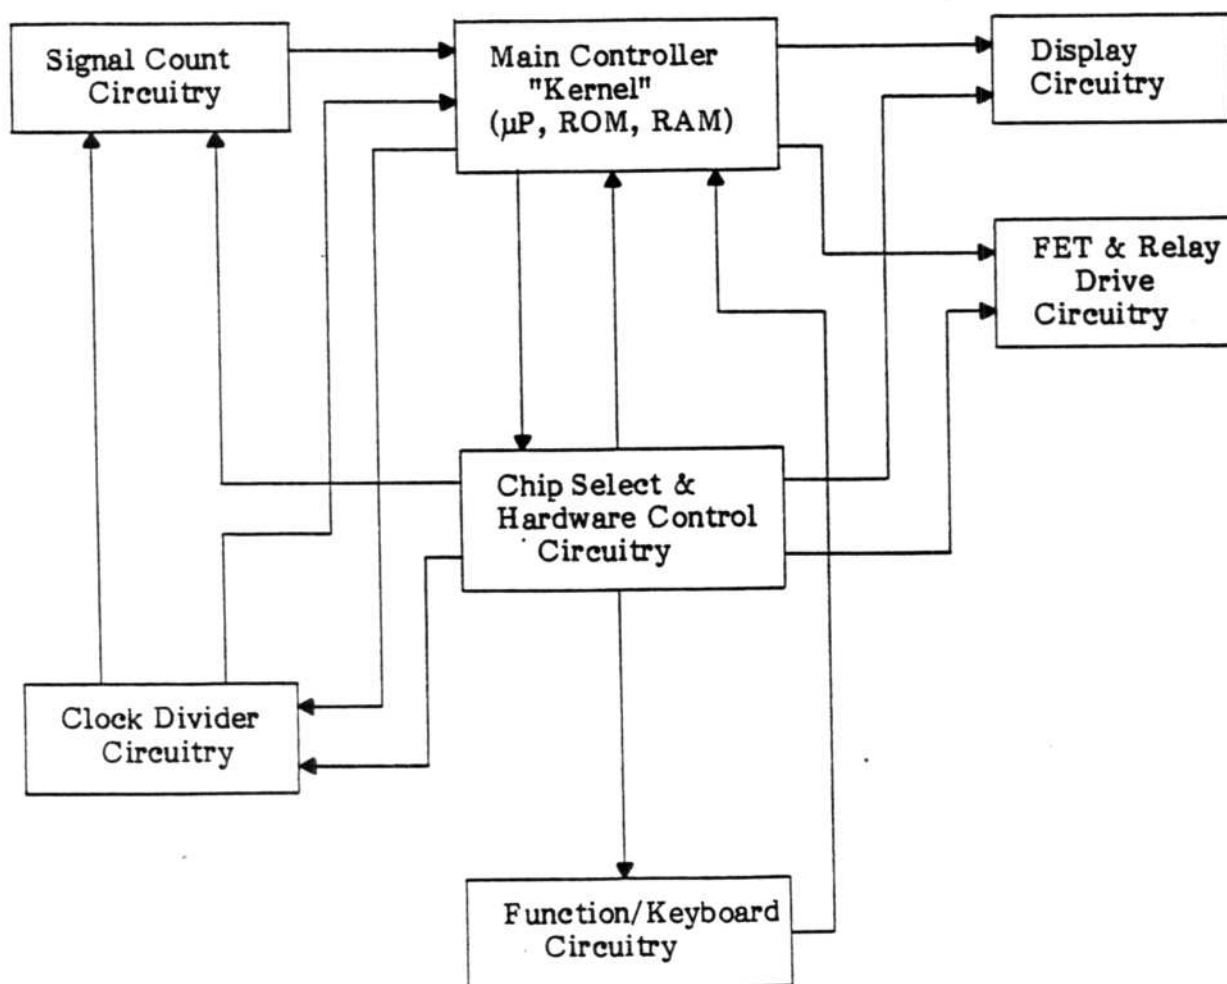 Signal Count
Circuitry
Main Controller
"Kernel"
(μP, ROM, RAM)
Display
Circuitry
FET & Relay
Drive
Circuitry
Chip Select &
Hardware Control
Circuitry
Clock Divider
Circuitry
Function/Keyboard
Circuitry